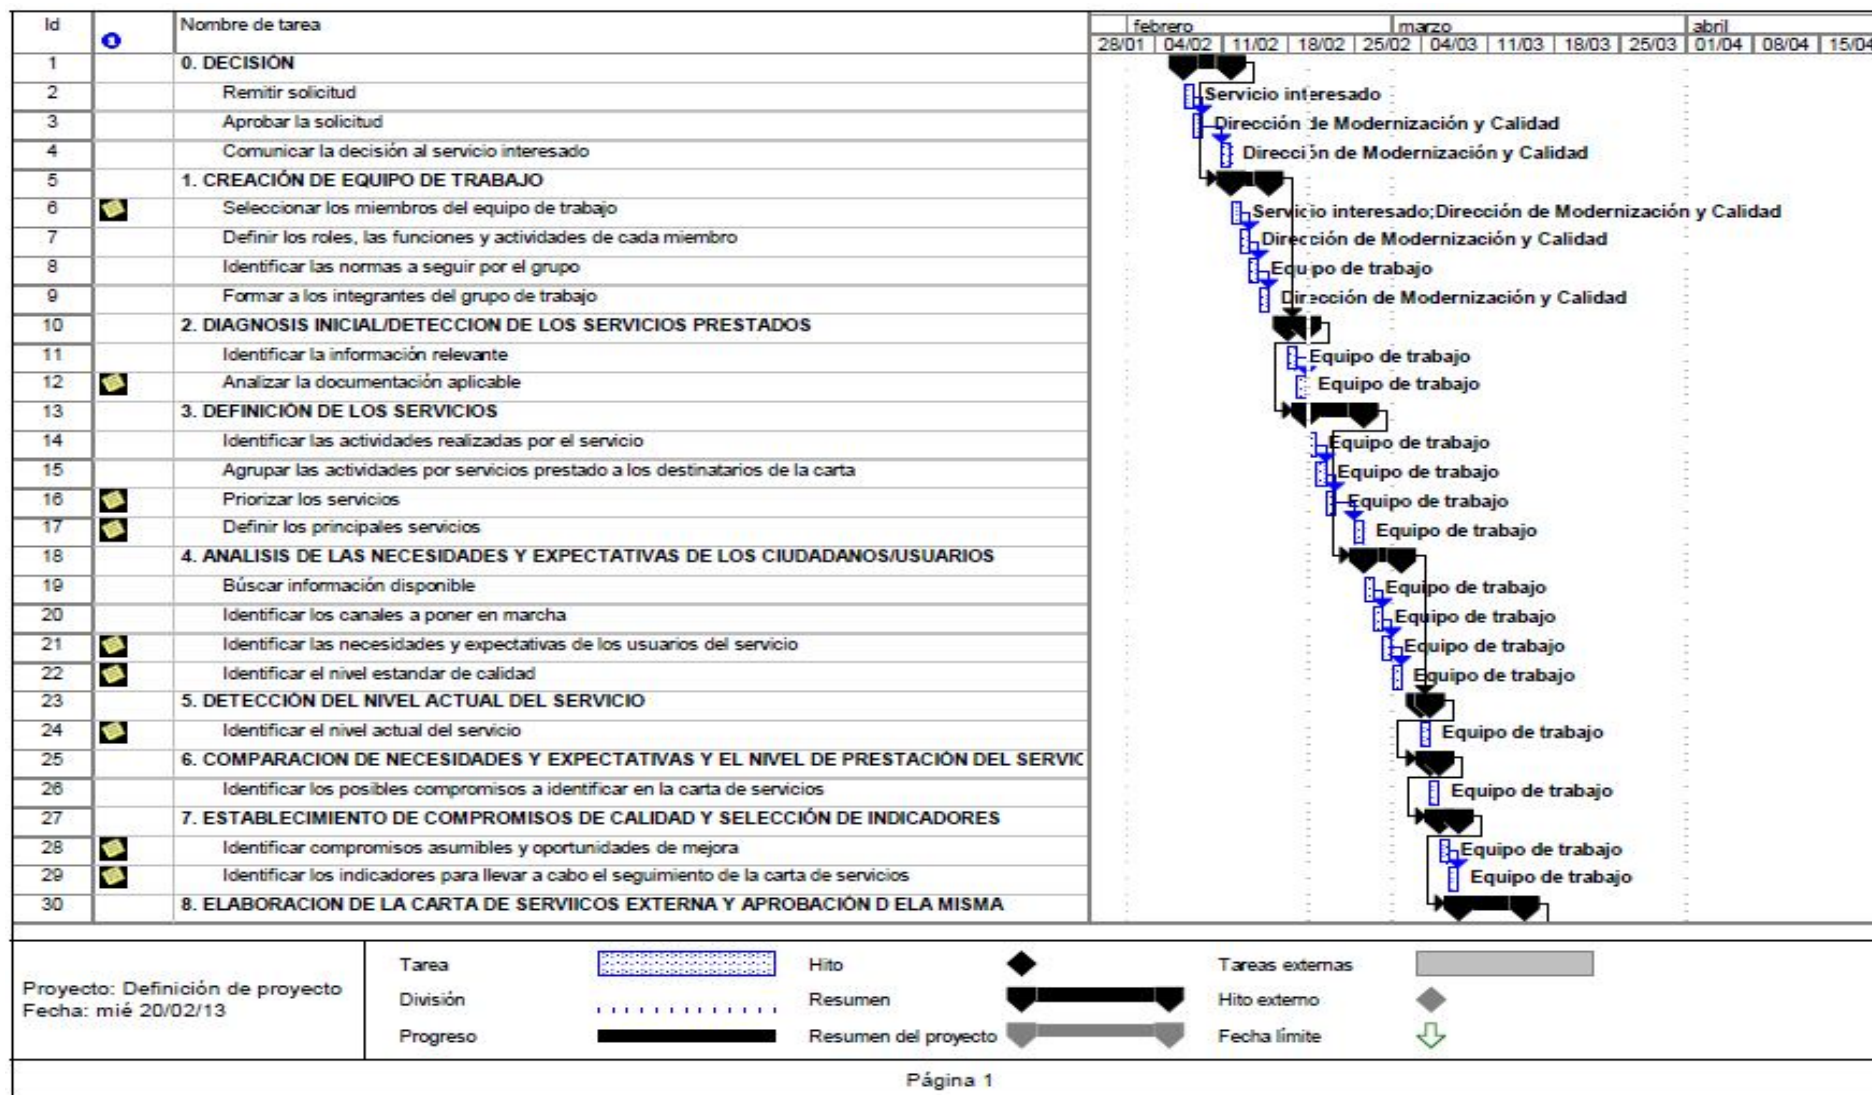 Id Nombre de tarea
febrero marzo abril
28/01 04/02 11/02 18/02 25/02 04/03 11/03 18/03 25/03 01/04 08/04 15/04
1 0. DECISIÓN
2 Remitir solicitud Servicio interesado
3 Aprobar la solicitud Dirección de Modernización y Calidad
4 Comunicar la decisión al servicio interesado Dirección de Modernización y Calidad
5 1. CREACIÓN DE EQUIPO DE TRABAJO
6 Seleccionar los miembros del equipo de trabajo Servicio interesado;Dirección de Modernización y Calidad
7 Definir los roles, las funciones y actividades de cada miembro Dirección de Modernización y Calidad
8 Identificar las normas a seguir por el grupo Equipo de trabajo
9 Formar a los integrantes del grupo de trabajo Dirección de Modernización y Calidad
10 2. DIAGNOSIS INICIAL/DETECCION DE LOS SERVICIOS PRESTADOS
11 Identificar la información relevante Equipo de trabajo
12 Analizar la documentación aplicable Equipo de trabajo
13 3. DEFINICIÓN DE LOS SERVICIOS
14 Identificar las actividades realizadas por el servicio Equipo de trabajo
15 Agrupar las actividades por servicios prestado a los destinatarios de la carta Equipo de trabajo
16 Priorizar los servicios Equipo de trabajo
17 Definir los principales servicios Equipo de trabajo
18 4. ANALISIS DE LAS NECESIDADES Y EXPECTATIVAS DE LOS CIUDADANOS/USUARIOS
19 Búscar información disponible Equipo de trabajo
20 Identificar los canales a poner en marcha Equipo de trabajo
21 Identificar las necesidades y expectativas de los usuarios del servicio Equipo de trabajo
22 Identificar el nivel estandar de calidad Equipo de trabajo
23 5. DETECCIÓN DEL NIVEL ACTUAL DEL SERVICIO
24 Identificar el nivel actual del servicio Equipo de trabajo
25 6. COMPARACION DE NECESIDADES Y EXPECTATIVAS Y EL NIVEL DE PRESTACIÓN DEL SERVIC
26 Identificar los posibles compromisos a identificar en la carta de servicios Equipo de trabajo
27 7. ESTABLECIMIENTO DE COMPROMISOS DE CALIDAD Y SELECCIÓN DE INDICADORES
28 Identificar compromisos asumibles y oportunidades de mejora Equipo de trabajo
29 Identificar los indicadores para llevar a cabo el seguimiento de la carta de servicios Equipo de trabajo
30 8. ELABORACION DE LA CARTA DE SERVIICOS EXTERNA Y APROBACIÓN D ELA MISMA
Proyecto: Definición de proyecto
Fecha: mié 20/02/13
Tarea Hito Tareas externas
División Resumen Hito externo
Progreso Resumen del proyecto Fecha límite
Página 1